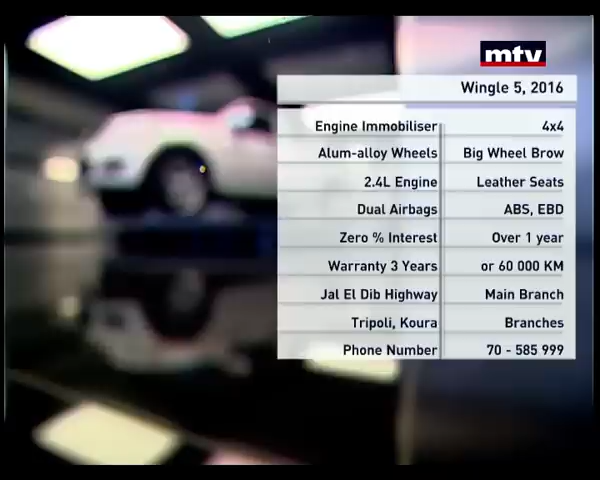 mtv
Wingle 5, 2016
Engine Immobiliser 4x4
Alum-alloy Wheels Big Wheel Brow
2.4L Engine Leather Seats
Dual Airbags ABS, EBD
Zero % Interest Over 1 year
Warranty 3 Years or 60 000 KM
Jal El Dib Highway Main Branch
Tripoli, Koura Branches
Phone Number 70 - 585 999